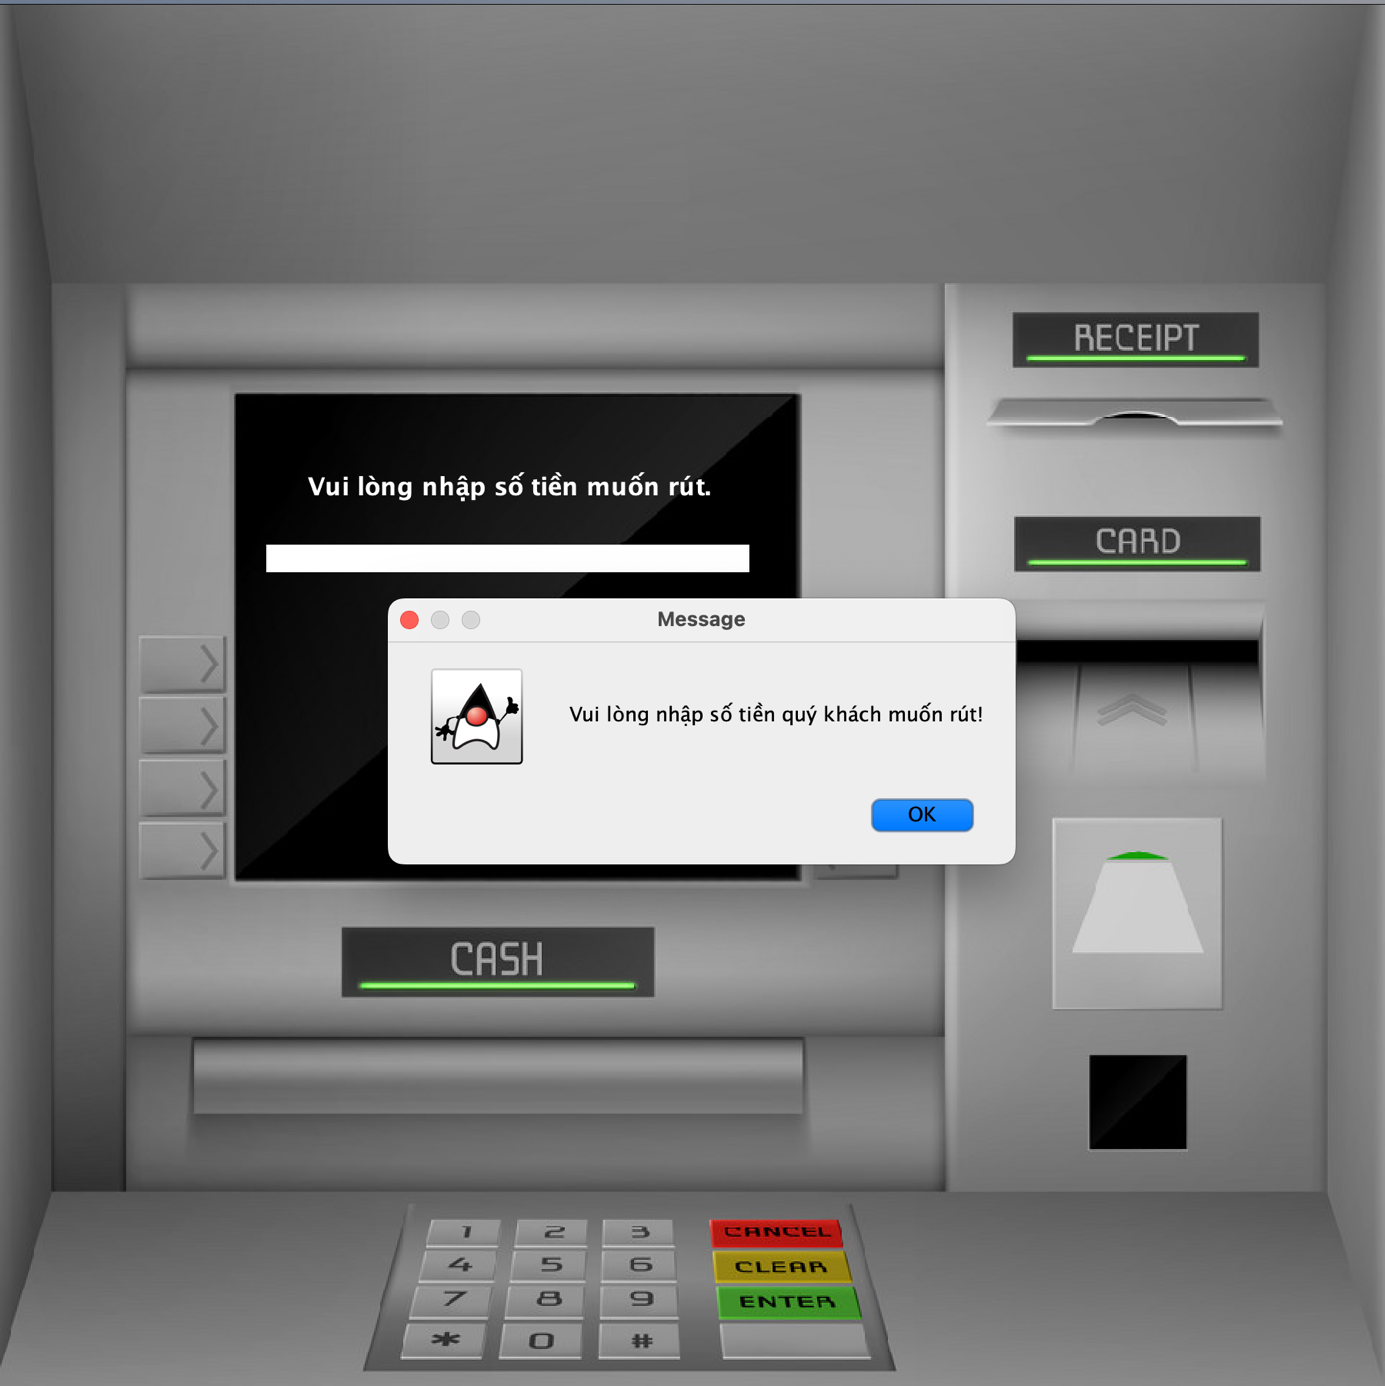 RECEIPT
Vui lòng nhập số tiền muốn rút.
CARD
Message
Vui lòng nhập số tiền quý khách muốn rút!
OK
CASH
1 2 3 CANCEL
4 5 6 CLEAR
7 8 9 ENTER
* 0 #